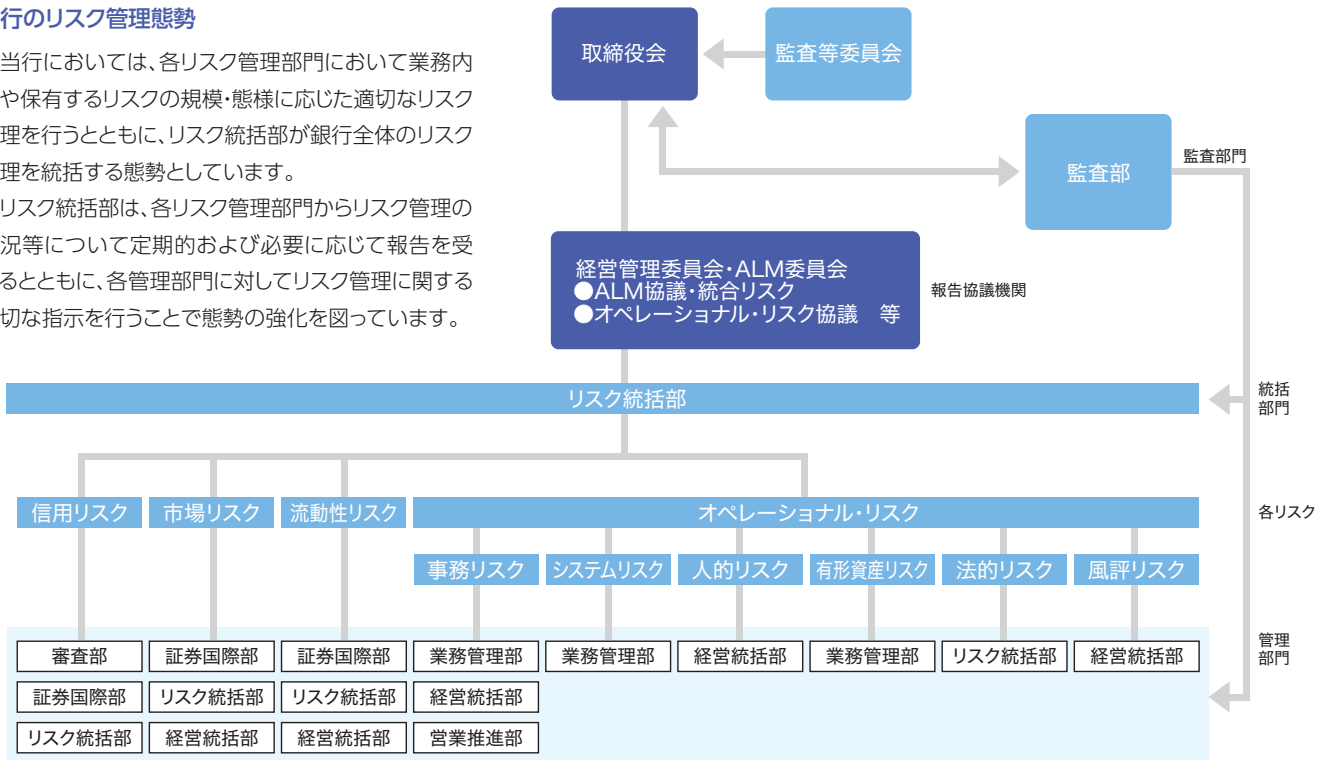 行のリスク管理態勢
当行においては、各リスク管理部門において業務内
や保有するリスクの規模・態様に応じた適切なリスク
理を行うとともに、リスク統括部が銀行全体のリスク
理を統括する態勢としています。
リスク統括部は、各リスク管理部門からリスク管理の
況等について定期的および必要に応じて報告を受
るとともに、各管理部門に対してリスク管理に関する
切な指示を行うことで態勢の強化を図っています。
取締役会
監査等委員会
監査部
監査部門
経営管理委員会・ALM委員会
●ALM協議・統合リスク
●オペレーショナル・リスク協議 等
報告協議機関
リスク統括部
統括
部門
信用リスク
市場リスク
流動性リスク
オペレーショナル・リスク
各リスク
事務リスク
システムリスク
人的リスク
有形資産リスク
法的リスク
風評リスク
審査部
証券国際部
証券国際部
業務管理部
業務管理部
経営統括部
業務管理部
リスク統括部
経営統括部
管理
部門
証券国際部
リスク統括部
リスク統括部
経営統括部
リスク統括部
経営統括部
経営統括部
営業推進部